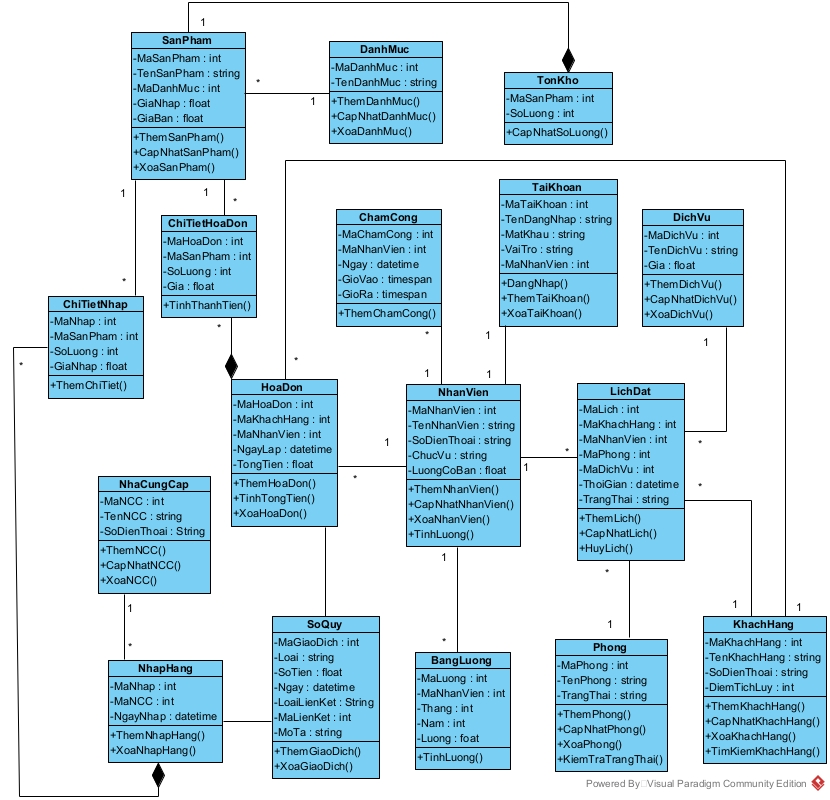 1
SanPham
-MaSanPham : int
-TenSanPham : string
-MaDanhMuc : int
-GiaNhap : float
-GiaBan : float
+ThemSanPham()
+CapNhatSanPham()
+XoaSanPham()
*
1
DanhMuc
-MaDanhMuc : int
-TenDanhMuc : string
+ThemDanhMuc()
+CapNhatDanhMuc()
+XoaDanhMuc()
TonKho
-MaSanPham : int
-SoLuong : int
+CapNhatSoLuong()
1
*
1
*
ChiTietHoaDon
-MaHoaDon : int
-MaSanPham : int
-SoLuong : int
-Gia : float
+TinhThanhTien()
*
ChamCong
-MaChamCong : int
-MaNhanVien : int
-Ngay : datetime
-GioVao : timespan
-GioRa : timespan
+ThemChamCong()
*
1
TaiKhoan
-MaTaiKhoan : int
-TenDangNhap : string
-MatKhau : string
-VaiTro : string
-MaNhanVien : int
+DangNhap()
+ThemTaiKhoan()
+XoaTaiKhoan()
1
1
DichVu
-MaDichVu : int
-TenDichVu : string
-Gia : float
+ThemDichVu()
+CapNhatDichVu()
+XoaDichVu()
1
*
ChiTietNhap
-MaNhap : int
-MaSanPham : int
-SoLuong : int
-GiaNhap : float
+ThemChiTiet()
*
*
HoaDon
-MaHoaDon : int
-MaKhachHang : int
-MaNhanVien : int
-NgayLap : datetime
-TongTien : float
+ThemHoaDon()
+TinhTongTien()
+XoaHoaDon()
1
*
NhanVien
-MaNhanVien : int
-TenNhanVien : string
-SoDienThoai : string
-ChucVu : string
-LuongCoBan : float
+ThemNhanVien()
+CapNhatNhanVien()
+XoaNhanVien()
+TinhLuong()
1
*
1
*
LichDat
-MaLich : int
-MaKhachHang : int
-MaNhanVien : int
-MaPhong : int
-MaDichVu : int
-ThoiGian : datetime
-TrangThai : string
+ThemLich()
+CapNhatLich()
+HuyLich()
*
*
1
1
1
NhaCungCap
-MaNCC : int
-TenNCC : string
-SoDienThoai : String
+ThemNCC()
+CapNhatNCC()
+XoaNCC()
1
*
NhapHang
-MaNhap : int
-MaNCC : int
-NgayNhap : datetime
+ThemNhapHang()
+XoaNhapHang()
SoQuy
-MaGiaoDich : int
-Loai : string
-SoTien : float
-Ngay : datetime
-LoaiLienKet : String
-MaLienKet : int
-MoTa : string
+ThemGiaoDich()
+XoaGiaoDich()
BangLuong
-MaLuong : int
-MaNhanVien : int
-Thang : int
-Nam : int
-Luong : foat
+TinhLuong()
Phong
-MaPhong : int
-TenPhong : string
-TrangThai : string
+ThemPhong()
+CapNhatPhong()
+XoaPhong()
+KiemTraTrangThai()
1
KhachHang
-MaKhachHang : int
-TenKhachHang : string
-SoDienThoai : string
-DiemTichLuy : int
+ThemKhachHang()
+CapNhatKhachHang()
+XoaKhachHang()
+TimKiemKhachHang()
Powered By Visual Paradigm Community Edition